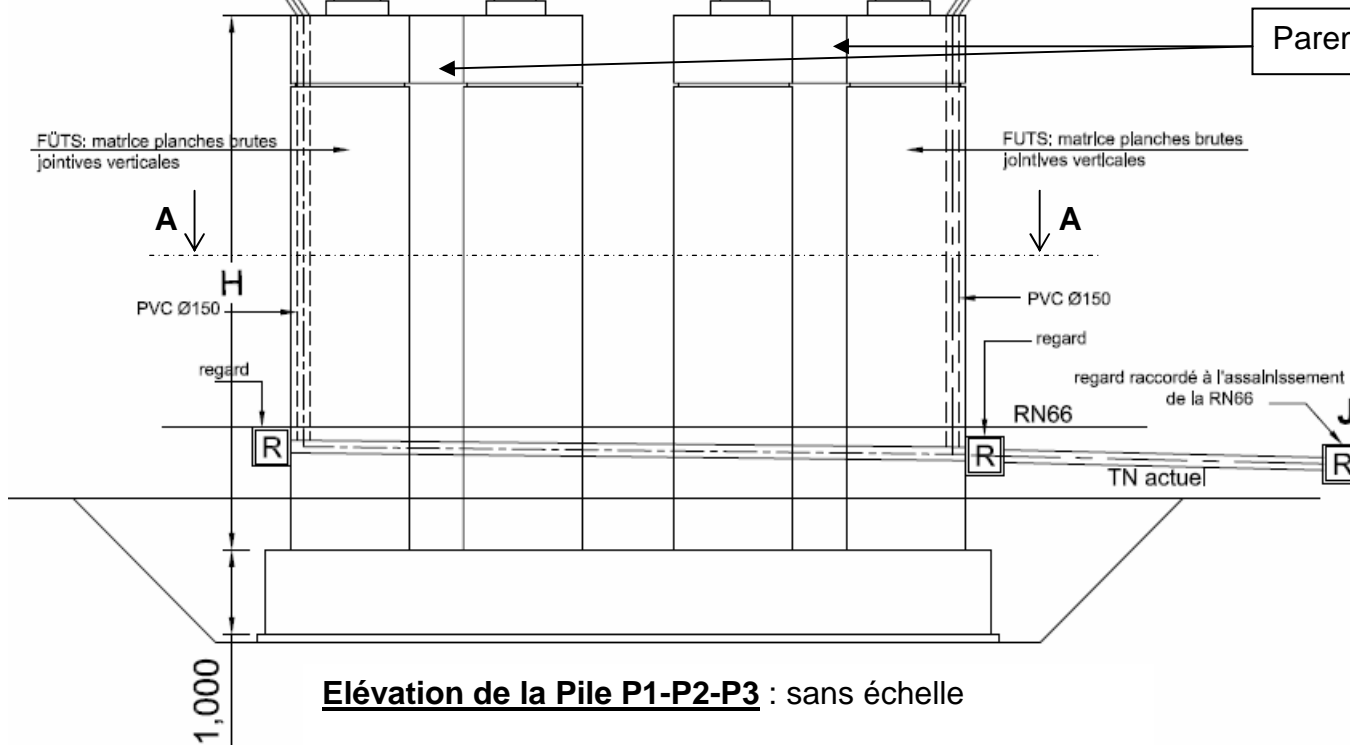 Paren
FÜTS: matrice planches brutes
jointives verticales
FUTS: matrice planches brutes
jointives verticales
A
A
H
PVC Ø150
PVC Ø150
regard
regard
regard raccordé à l'assainissement
de la RN66
RN66
J
R
R
R
TN actuel
1,000
Elévation de la Pile P1-P2-P3 : sans échelle